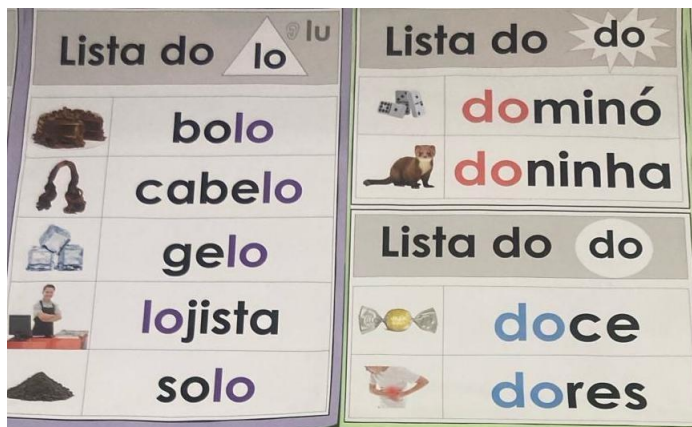 Lista do lo
lu
bolo
cabelo
gelo
lojista
solo
Lista do do
dominó
doninha
Lista do do
doce
dores